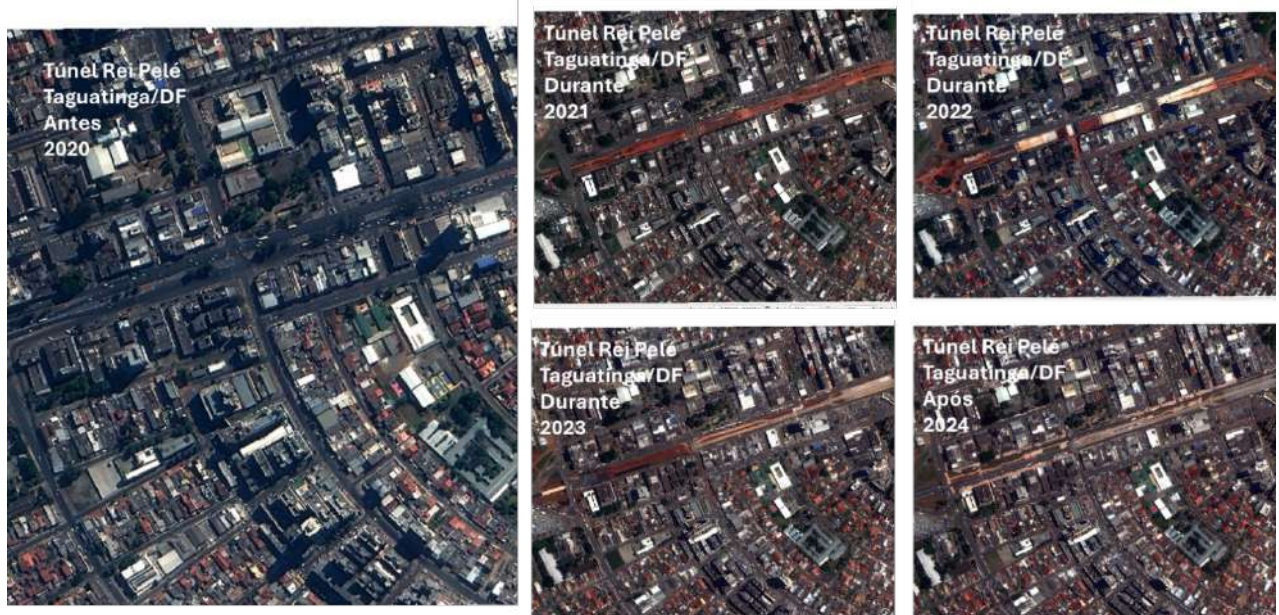 Túnel Rei Pelé
Taguatinga/DF
Antes
2020
Túnel Rei Pelé
Taguatinga/DF
Durante
2021
Túnel Rei Pelé
Taguatinga/DF
Durante
2022
Túnel Rei Pelé
Taguatinga/DF
Durante
2023
Túnel Rei Pelé
Taguatinga/DF
Após
2024